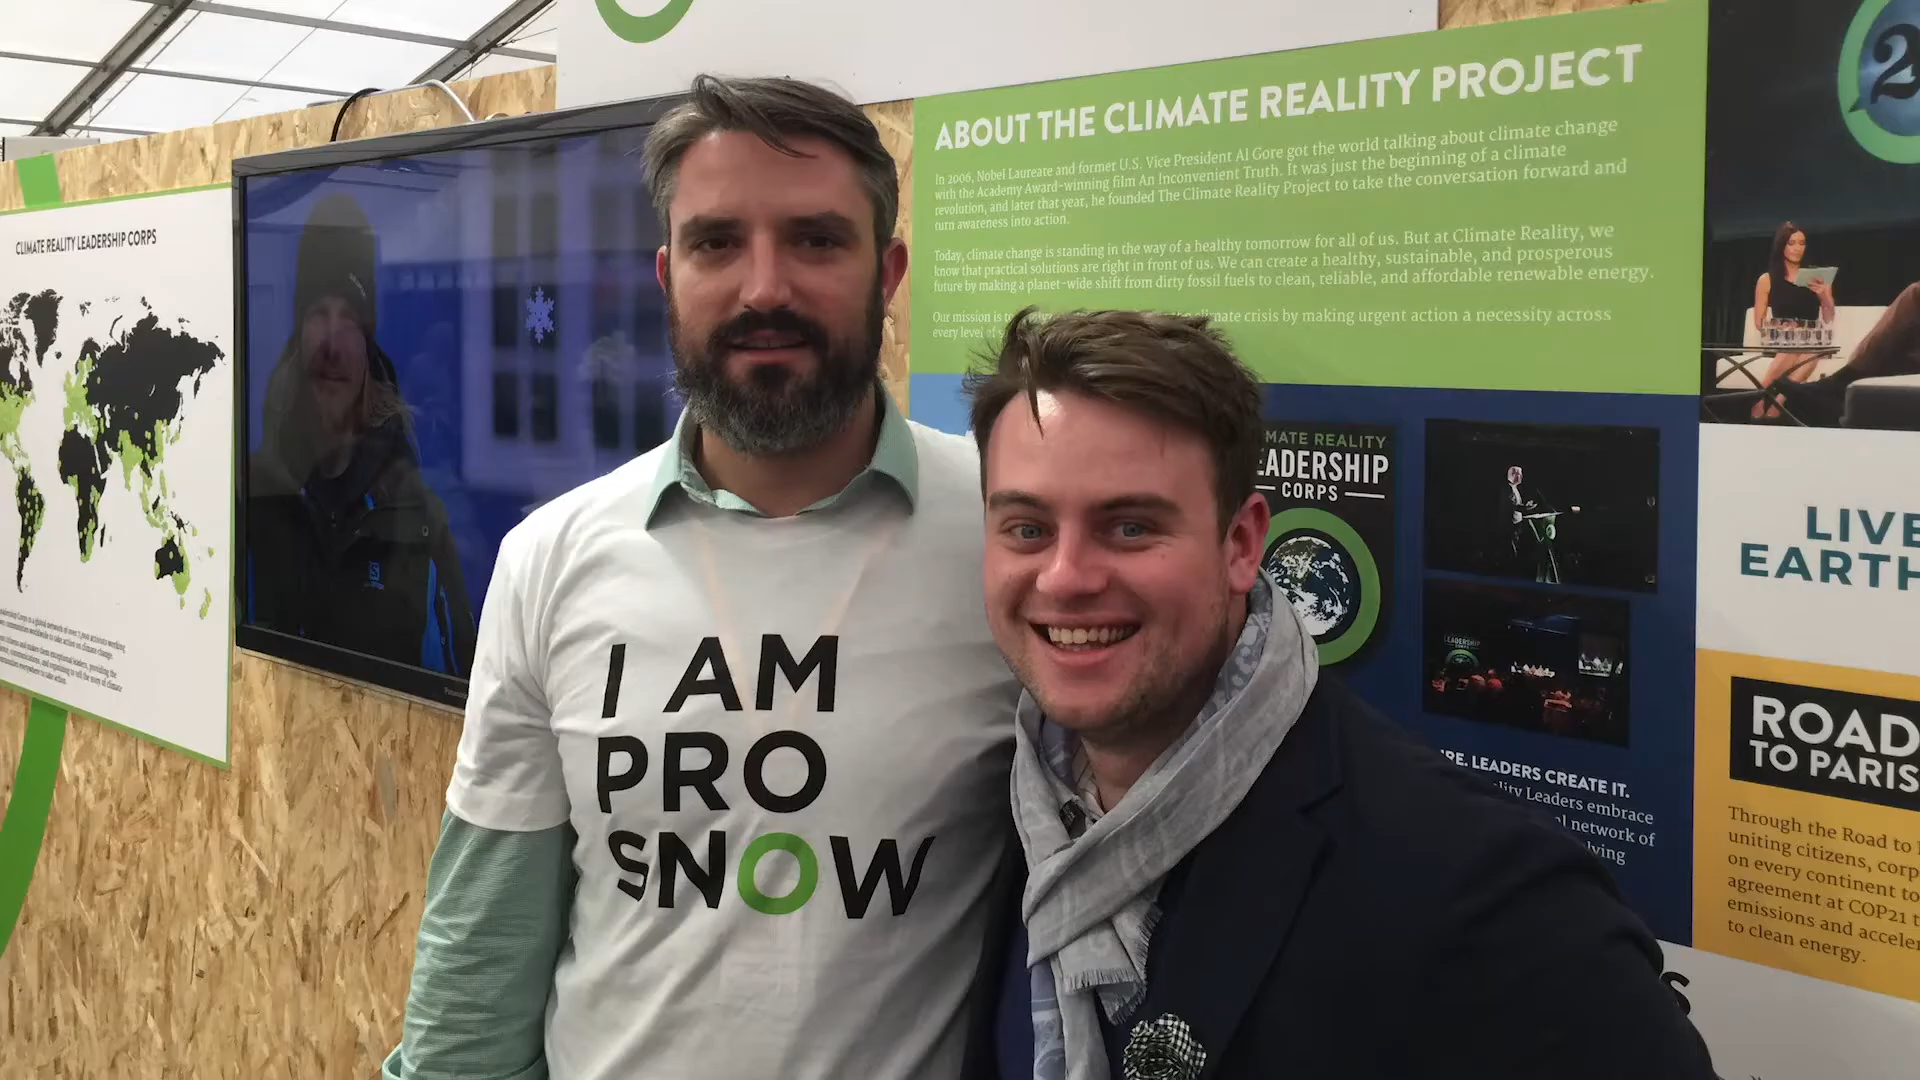 CLIMATE REALITY LEADERSHIP CORPS
I AM
PRO
SNOW
ABOUT THE CLIMATE REALITY PROJECT
In 2006, Nobel Laureate and former U.S. Vice President Al Gore got the world talking about climate change
with the Academy Award-winning film An Inconvenient Truth. It was just the beginning of a climate
revolution, and later that year, he founded The Climate Reality Project to take the conversation forward and
turn awareness into action.
Today, climate change is standing in the way of a healthy tomorrow for all of us. But at Climate Reality, we
know that practical solutions are right in front of us. We can create a healthy, sustainable, and prosperous
future by making a planet-wide shift from dirty fossil fuels to clean, reliable, and affordable renewable energy.
Our mission is to climate crisis by making urgent action a necessity across
every level of
MATE REALITY
LEADERSHIP
CORPS
LEADERSHIP
CORPS
RE. LEADERS CREATE IT.
lity Leaders embrace
al network of
lving
2
LIVE
EARTH
ROAD
TO PARIS
Through the Road to
uniting citizens, corp
on every continent to
agreement at COP21 t
emissions and acceler
to clean energy.
S